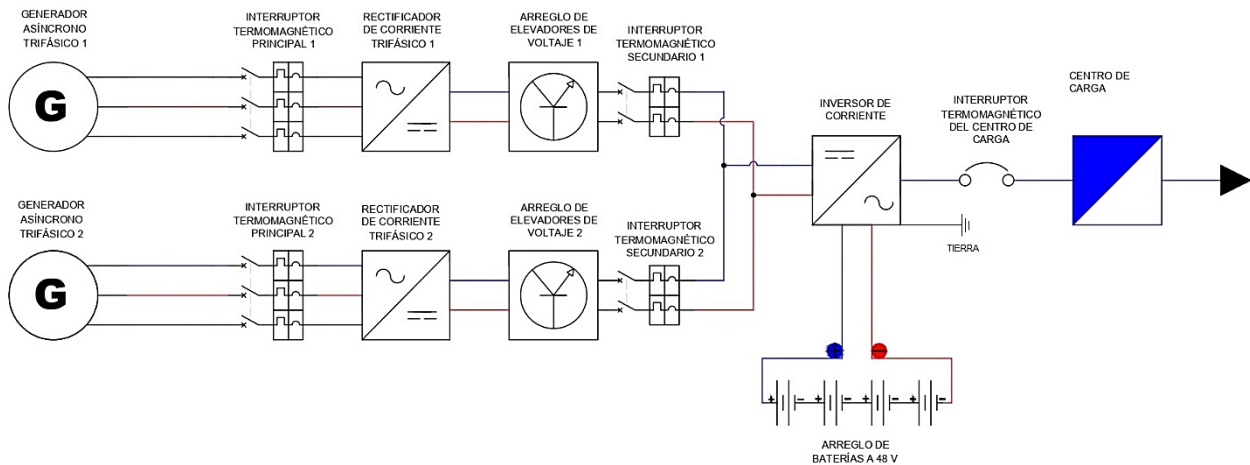 GENERADOR
ASÍNCRONO
TRIFÁSICO 1
INTERRUPTOR
TERMOMAGNÉTICO
PRINCIPAL 1
RECTIFICADOR
DE CORRIENTE
TRIFÁSICO 1
ARREGLO DE
ELEVADORES DE
VOLTAJE 1
INTERRUPTOR
TERMOMAGNÉTICO
SECUNDARIO 1
G
INVERSOR DE
CORRIENTE
INTERRUPTOR
TERMOMAGNÉTICO
DEL CENTRO DE
CARGA
CENTRO DE
CARGA
GENERADOR
ASÍNCRONO
TRIFÁSICO 2
INTERRUPTOR
TERMOMAGNÉTICO
PRINCIPAL 2
RECTIFICADOR
DE CORRIENTE
TRIFÁSICO 2
ARREGLO DE
ELEVADORES DE
VOLTAJE 2
INTERRUPTOR
TERMOMAGNÉTICO
SECUNDARIO 2
G
TIERRA
+ −
+ - + - + - + -
ARREGLO DE
BATERÍAS A 48 V